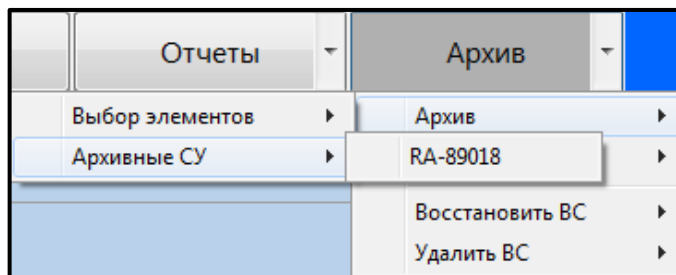 Отчеты
Архив
Выбор элементов
Архив
Архивные СУ
RA-89018
Восстановить ВС
Удалить ВС